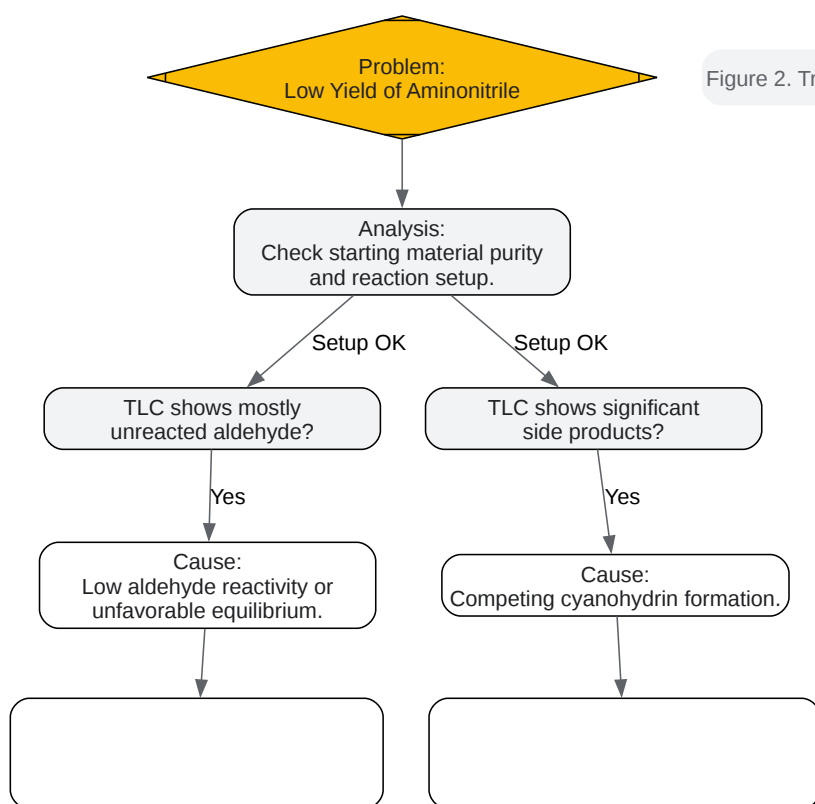 Problem:
Low Yield of Aminonitrile
Figure 2. Tr
Analysis:
Check starting material purity
and reaction setup.
Setup OK
Setup OK
TLC shows mostly
unreacted aldehyde?
TLC shows significant
side products?
Yes
Yes
Cause:
Low aldehyde reactivity or
unfavorable equilibrium.
Cause:
Competing cyanohydrin formation.